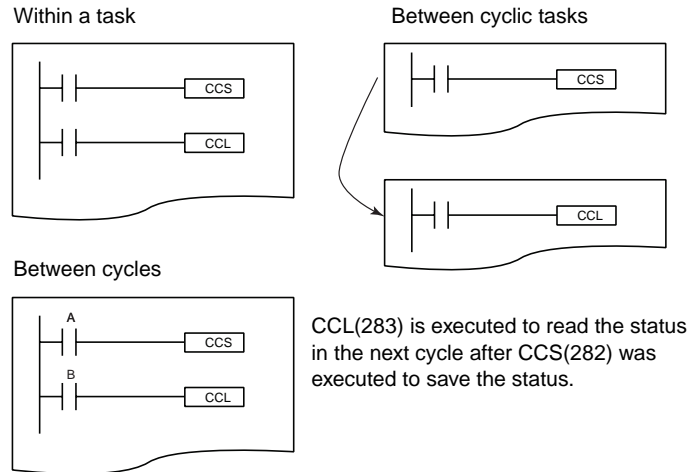 Within a task
CCS
CCL
Between cyclic tasks
CCS
CCL
Between cycles
A
CCS
B
CCL
CCL(283) is executed to read the status
in the next cycle after CCS(282) was
executed to save the status.